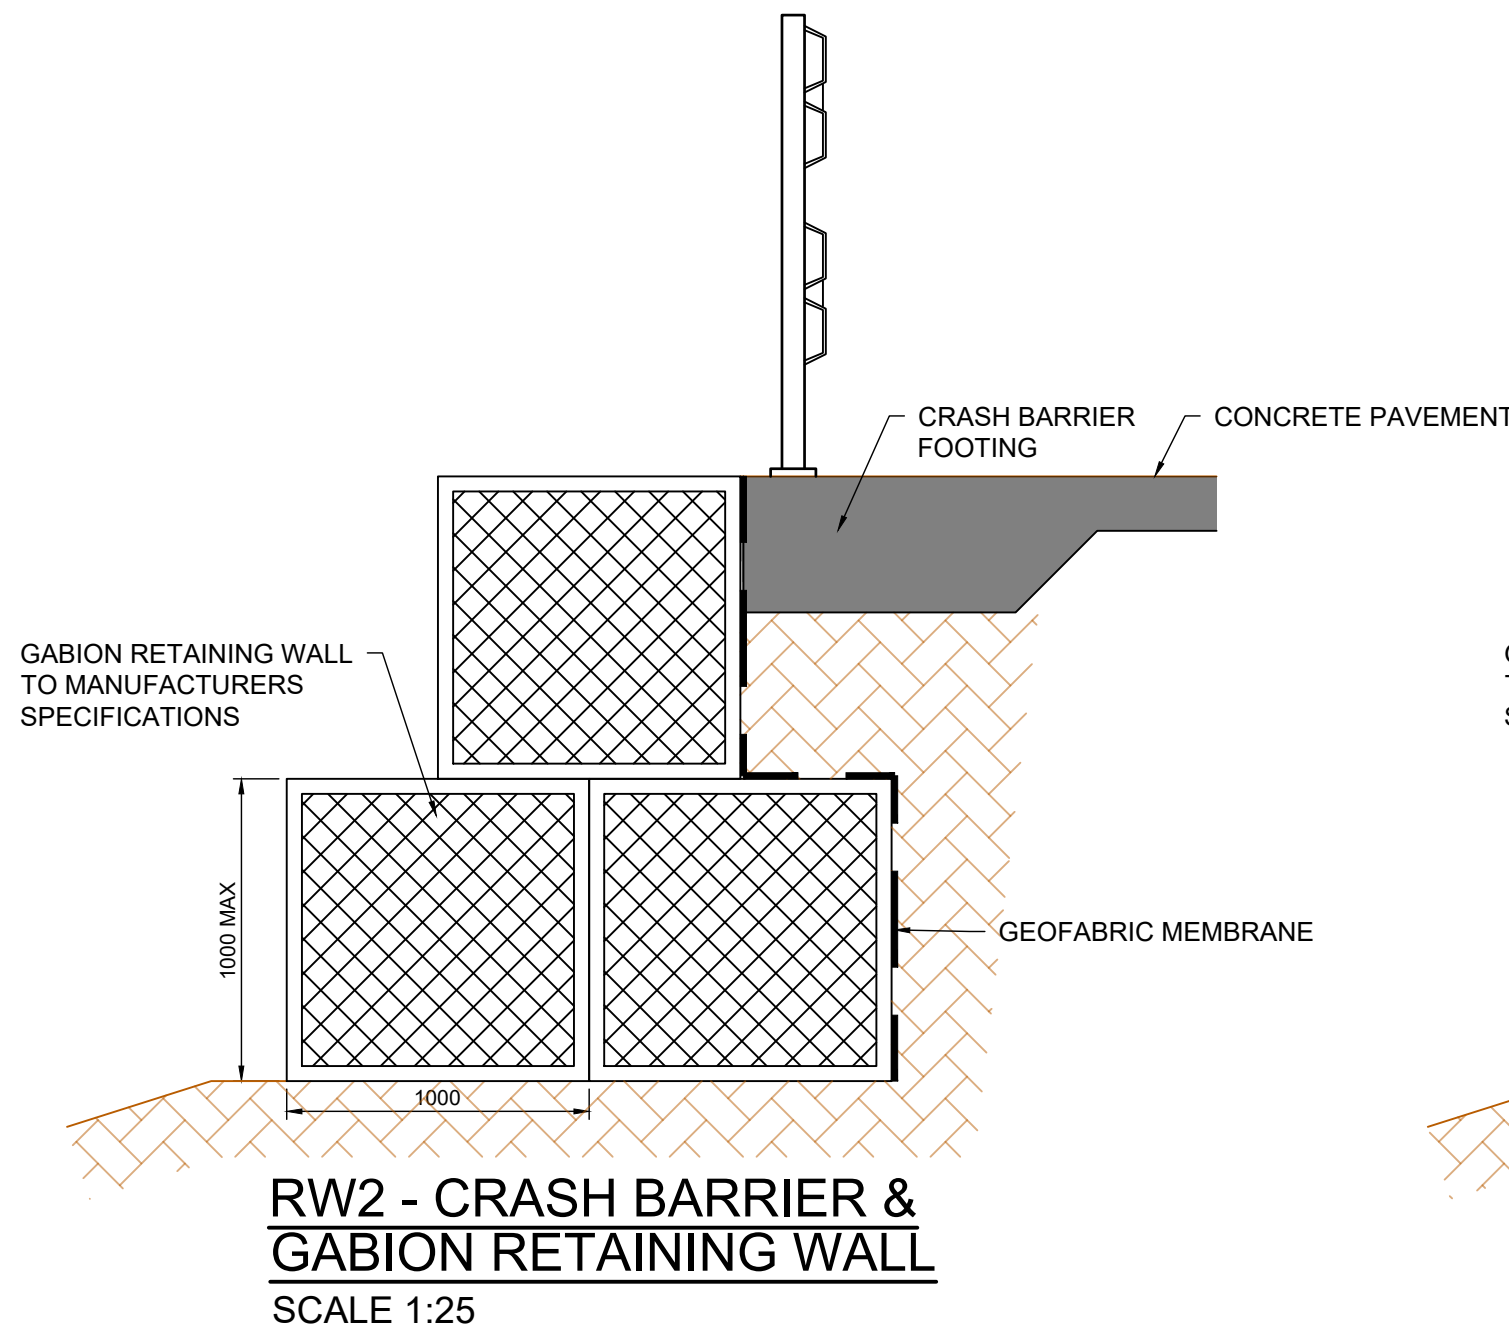 CRASH BARRIER
FOOTING
CONCRETE PAVEMENT
GABION RETAINING WALL
TO MANUFACTURERS
SPECIFICATIONS
1000 MAX
GEOFABRIC MEMBRANE
1000
RW2 - CRASH BARRIER &
GABION RETAINING WALL
SCALE 1:25